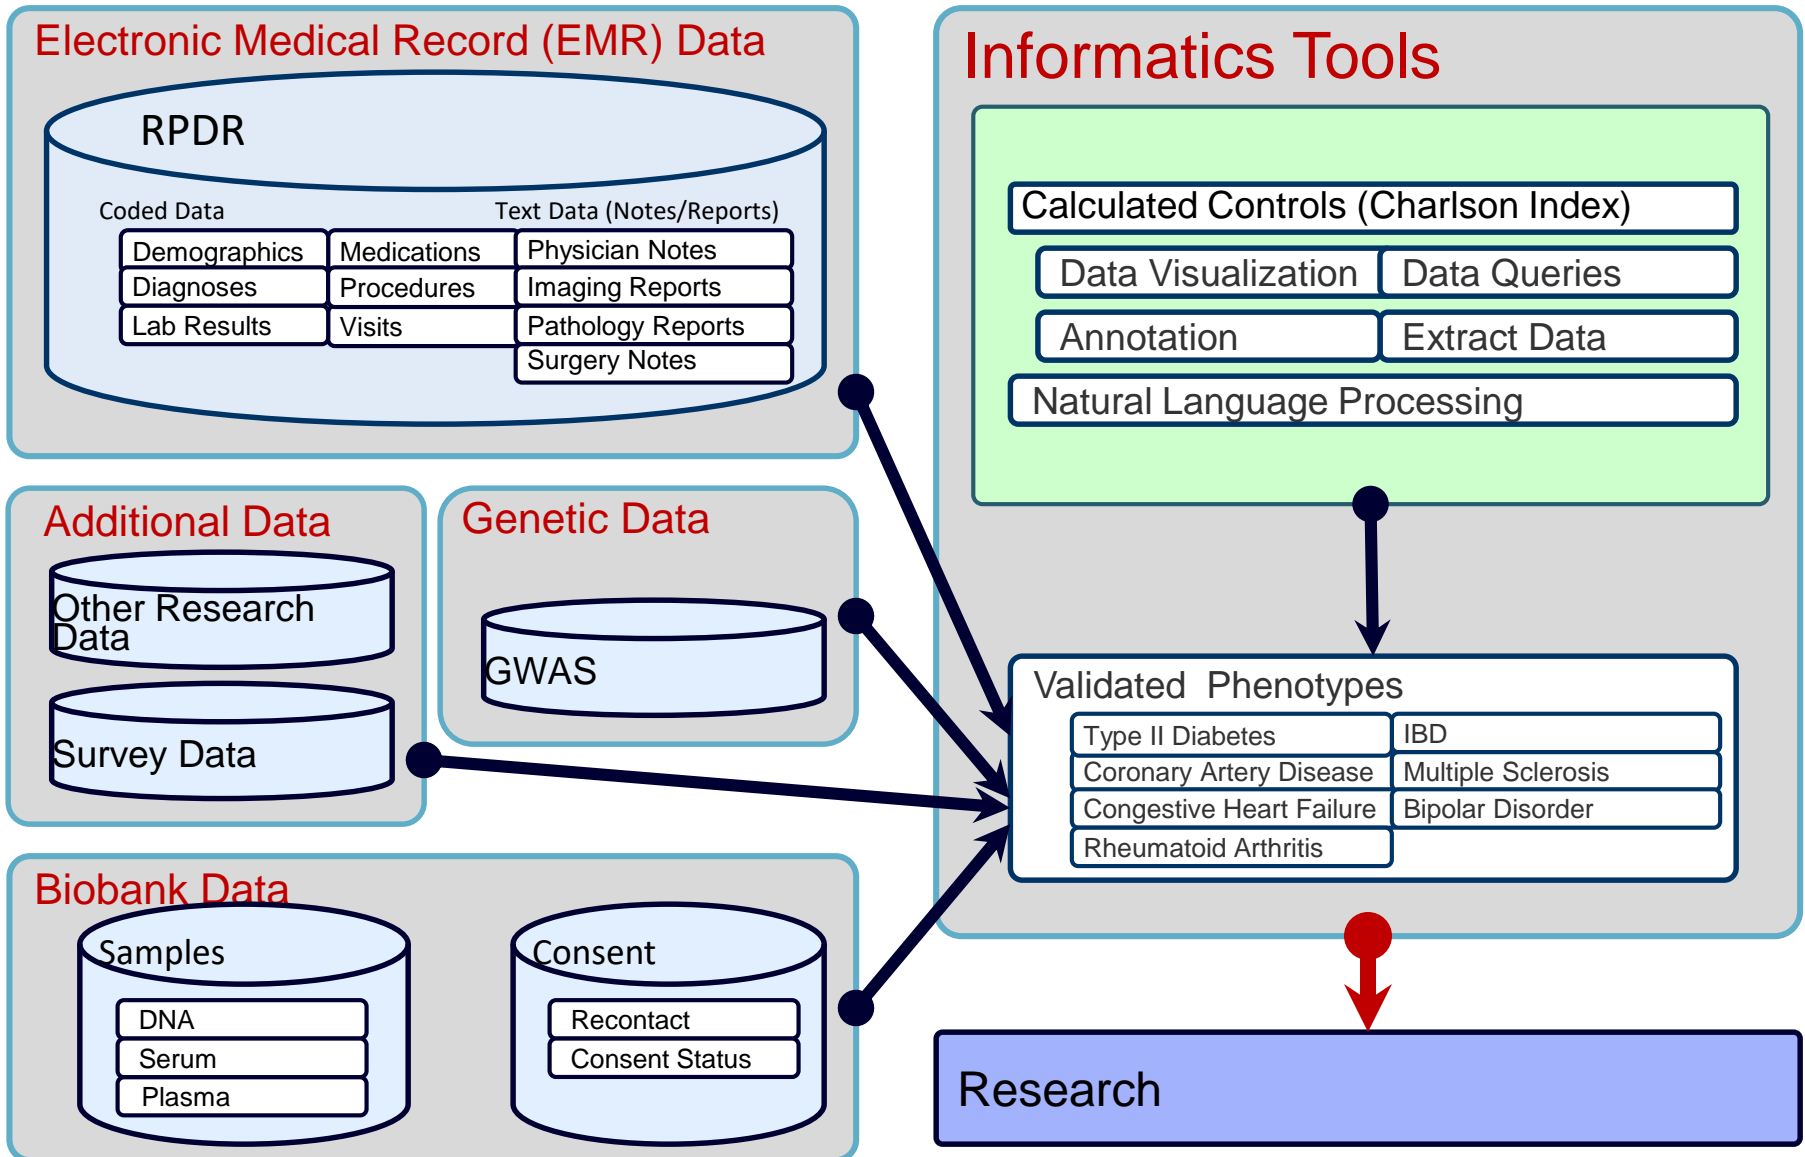 Electronic Medical Record (EMR) Data
RPDR
Coded Data
Text Data (Notes/Reports)
Demographics
Medications
Physician Notes
Diagnoses
Procedures
Imaging Reports
Lab Results
Visits
Pathology Reports
Surgery Notes
Additional Data
Other Research
Data
Survey Data
Genetic Data
GWAS
Biobank Data
Samples
DNA
Serum
Plasma
Consent
Recontact
Consent Status
Informatics Tools
Calculated Controls (Charlson Index)
Data Visualization
Data Queries
Annotation
Extract Data
Natural Language Processing
Validated Phenotypes
Type II Diabetes
IBD
Coronary Artery Disease
Multiple Sclerosis
Congestive Heart Failure
Bipolar Disorder
Rheumatoid Arthritis
Research